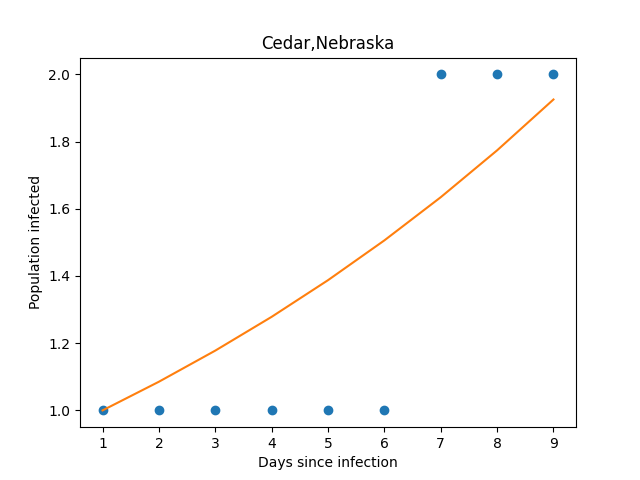 Cedar,Nebraska
Population infected
2.0
1.8
1.6
1.4
1.2
1.0
1 2 3 4 5 6 7 8 9
Days since infection